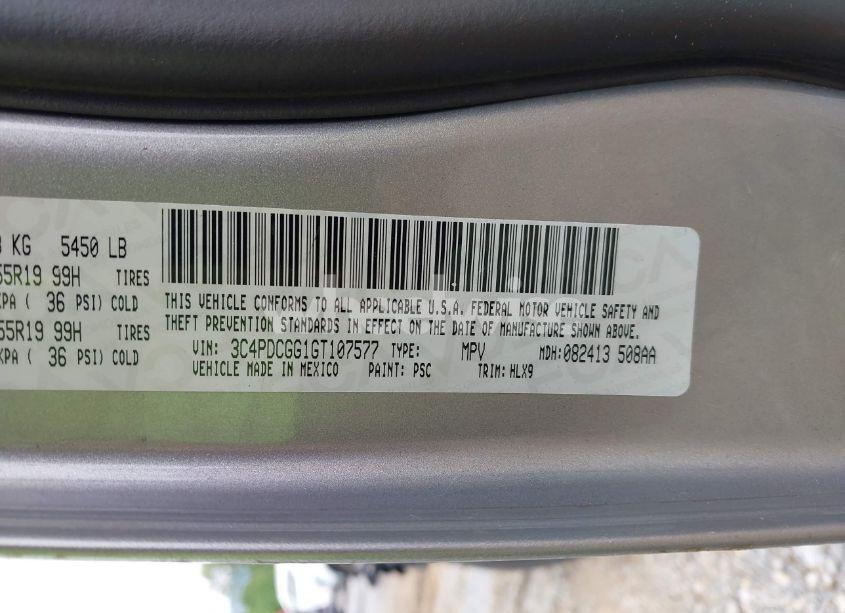 KG 5450 LB
55R19 99H TIRES
KPA ( 36 PSI) COLD
55R19 99H TIRES
KPA ( 36 PSI) COLD
THIS VEHICLE CONFORMS TO ALL APPLICABLE U.S.A. FEDERAL MOTOR VEHICLE SAFETY AND
THEFT PREVENTION STANDARDS IN EFFECT ON THE DATE OF MANUFACTURE SHOWN ABOVE.
VIN: 3C4PDCGG1GT107577 TYPE: MPV MDH:082413 508AA
VEHICLE MADE IN MEXICO PAINT: PSC TRIM: HLX9